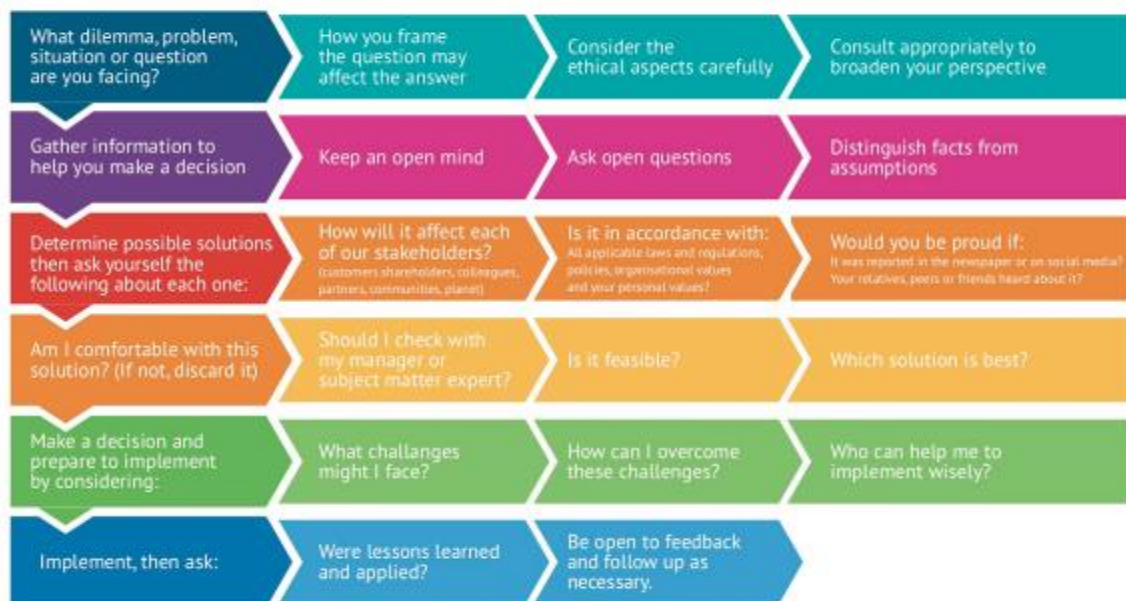 What dilemma, problem,
situation or question
are you facing?
How you frame
the question may
affect the answer
Consider the
ethical aspects carefully
Consult appropriately to
broaden your perspective
Gather information to
help you make a decision
Keep an open mind
Ask open questions
Distinguish facts from
assumptions
Determine possible solutions
then ask yourself the
following about each one:
How will it affect each
of our stakeholders?
(customers shareholders, colleagues,
partners, communities, planet)
Is it in accordance with:
All applicable laws and regulations,
policies, organisational values
and your personal values?
Would you be proud if:
It was reported in the newspaper or on social media?
Your relatives, peers or friends heard about it?
Am I comfortable with this
solution? (If not, discard it)
Should I check with
my manager or
subject matter expert?
Is it feasible?
Which solution is best?
Make a decision and
prepare to implement
by considering:
What challanges
might I face?
How can I overcome
these challenges?
Who can help me to
implement wisely?
Implement, then ask:
Were lessons learned
and applied?
Be open to feedback
and follow up as
necessary.